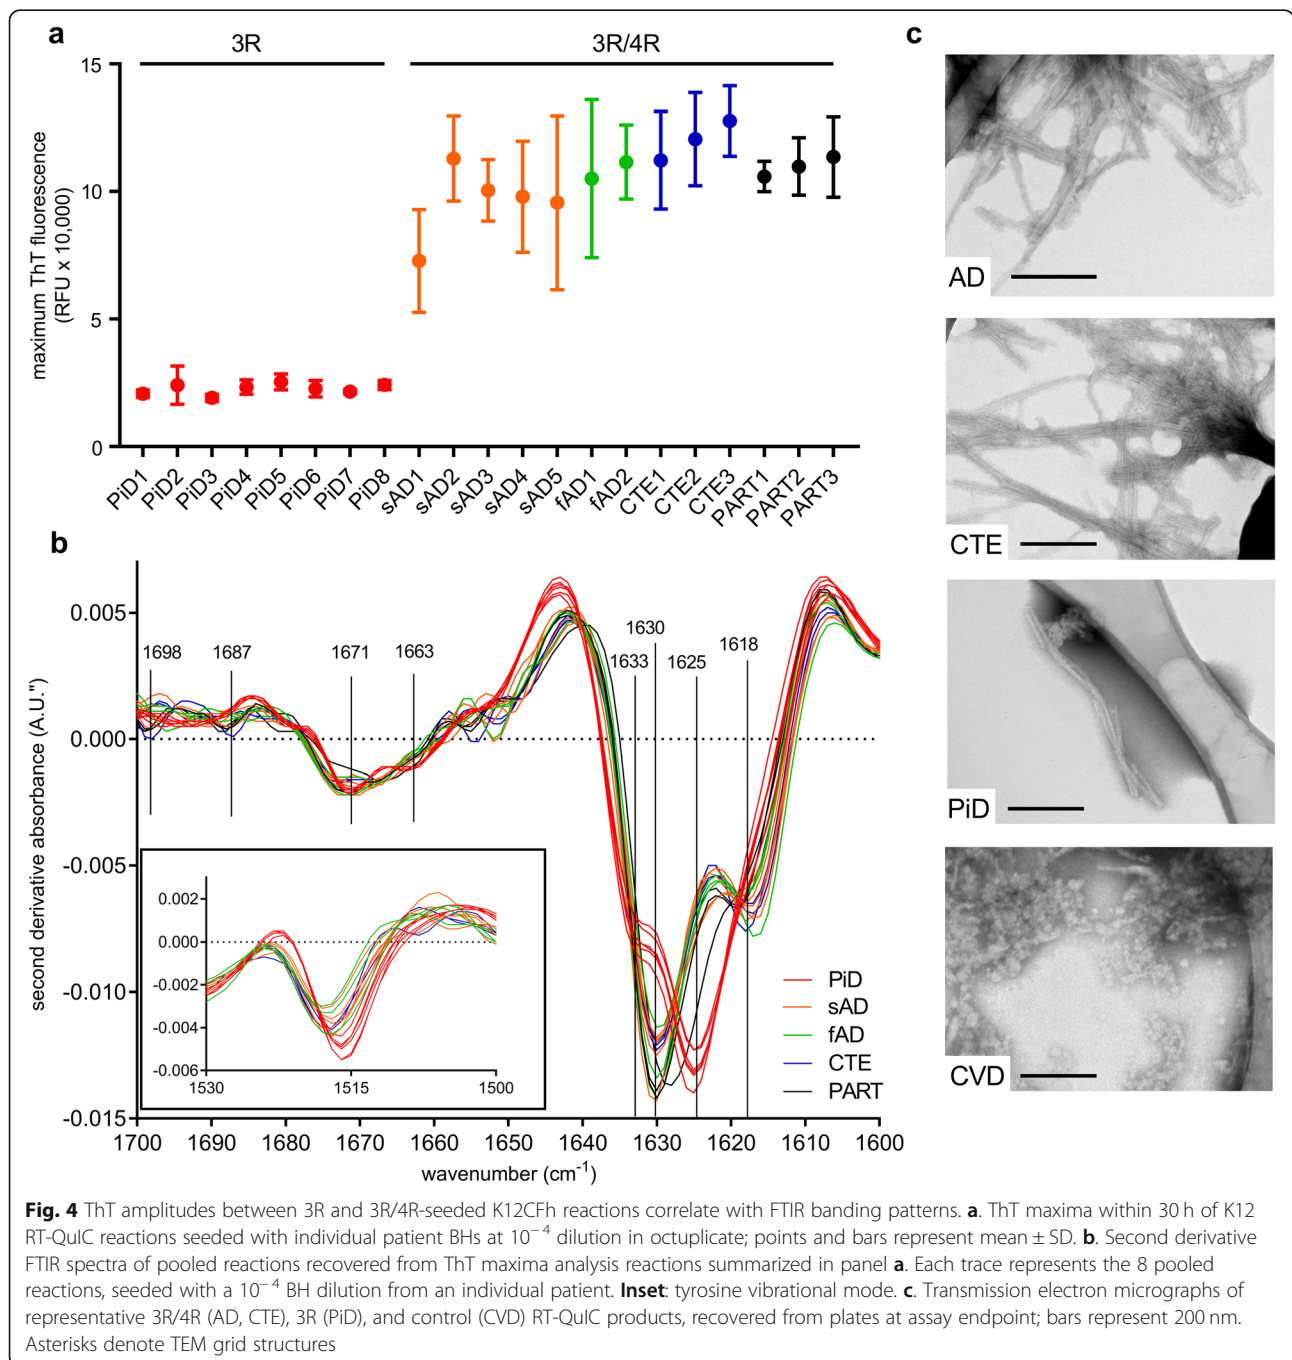 a
3R
3R/4R
c
15
10
5
0
maximum ThT fluorescence
(RFU x 10,000)
PiD1
PiD2
PiD3
PiD4
PiD5
PiD6
PiD7
PiD8
sAD1
sAD2
sAD3
sAD4
sAD5
fAD1
fAD2
CTE1
CTE2
CTE3
PART1
PART2
PART3
AD
CTE
PiD
CVD
b
0.005
0.000
-0.005
-0.010
-0.015
second derivative absorbance (A.U.")
1698
1687
1671
1663
1633
1630
1625
1618
0.002
0.000
-0.002
-0.004
-0.006
1530
1515
1500
PiD
sAD
fAD
CTE
PART
1700
1690
1680
1670
1660
1650
1640
1630
1620
1610
1600
wavenumber (cm⁻¹)
Fig. 4 ThT amplitudes between 3R and 3R/4R-seeded K12CFh reactions correlate with FTIR banding patterns. a. ThT maxima within 30 h of K12
RT-QuIC reactions seeded with individual patient BHs at 10⁻⁴ dilution in octuplicate; points and bars represent mean ± SD. b. Second derivative
FTIR spectra of pooled reactions recovered from ThT maxima analysis reactions summarized in panel a. Each trace represents the 8 pooled
reactions, seeded with a 10⁻⁴ BH dilution from an individual patient. Inset: tyrosine vibrational mode. c. Transmission electron micrographs of
representative 3R/4R (AD, CTE), 3R (PiD), and control (CVD) RT-QuIC products, recovered from plates at assay endpoint; bars represent 200 nm.
Asterisks denote TEM grid structures